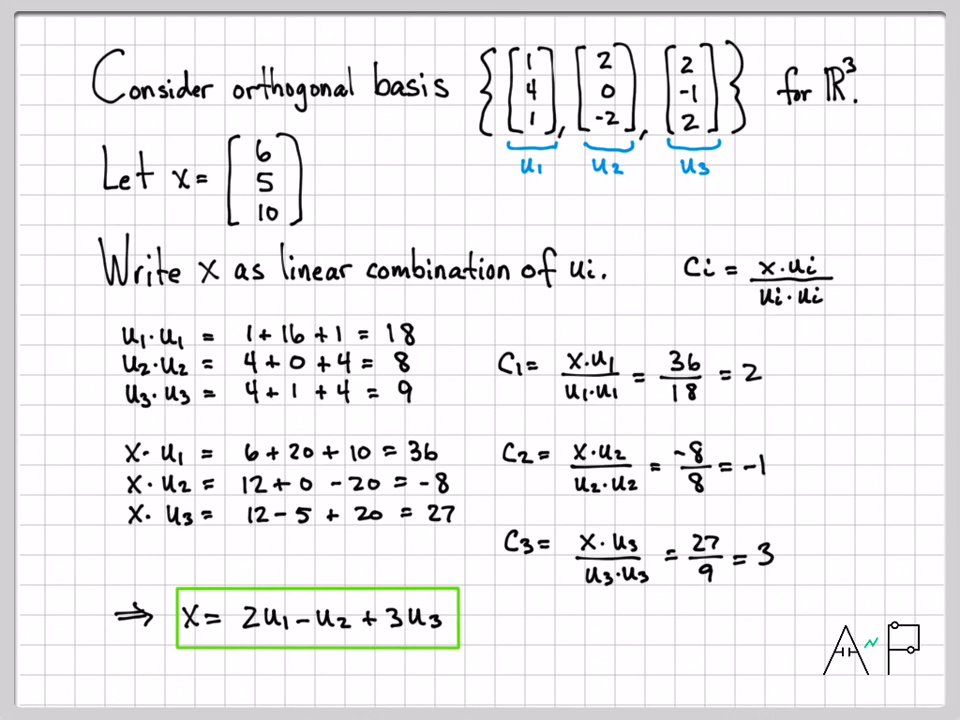 Consider orthogonal basis { [1 4 1], [2 0 -2], [2 -1 2] } for ℝ³.
u₁ u₂ u₃
Let x = [6 5 10]
Write x as linear combination of uᵢ. Cᵢ = x·uᵢ / uᵢ·uᵢ
u₁·u₁ = 1 + 16 + 1 = 18
u₂·u₂ = 4 + 0 + 4 = 8
u₃·u₃ = 4 + 1 + 4 = 9
C₁ = x·u₁ / u₁·u₁ = 36/18 = 2
x·u₁ = 6 + 20 + 10 = 36
x·u₂ = 12 + 0 - 20 = -8
x·u₃ = 12 - 5 + 20 = 27
C₂ = x·u₂ / u₂·u₂ = -8/8 = -1
C₃ = x·u₃ / u₃·u₃ = 27/9 = 3
⇒ x = 2u₁ - u₂ + 3u₃